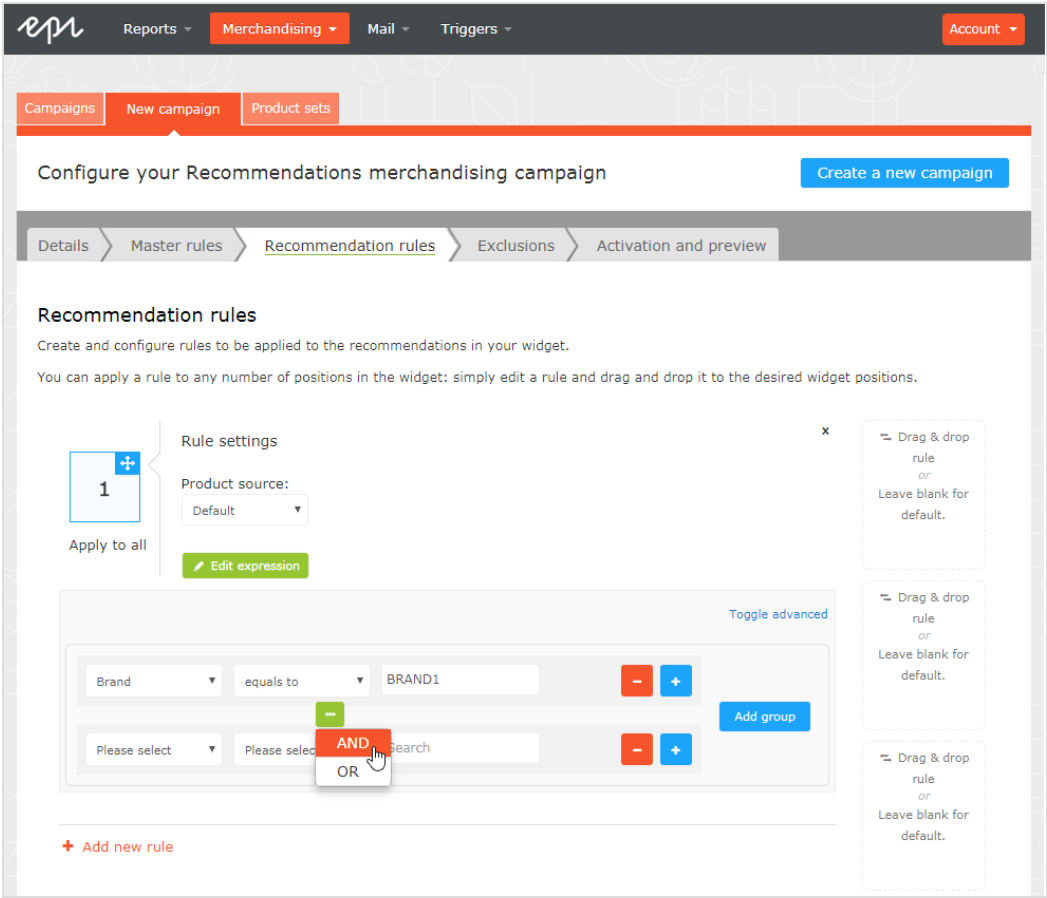 epi
Reports
Merchandising
Mail
Triggers
Account
Campaigns
New campaign
Product sets
Configure your Recommendations merchandising campaign
Create a new campaign
Details
Master rules
Recommendation rules
Exclusions
Activation and preview
Recommendation rules
Create and configure rules to be applied to the recommendations in your widget.
You can apply a rule to any number of positions in the widget: simply edit a rule and drag and drop it to the desired widget positions.
1
Apply to all
Rule settings
x
Product source:
Default
Edit expression
Toggle advanced
Brand
equals to
BRAND1
Add group
Please select
Please selec
earch
AND
OR
+ Add new rule
Drag & drop
rule
or
Leave blank for
default.
Drag & drop
rule
or
Leave blank for
default.
Drag & drop
rule
or
Leave blank for
default.